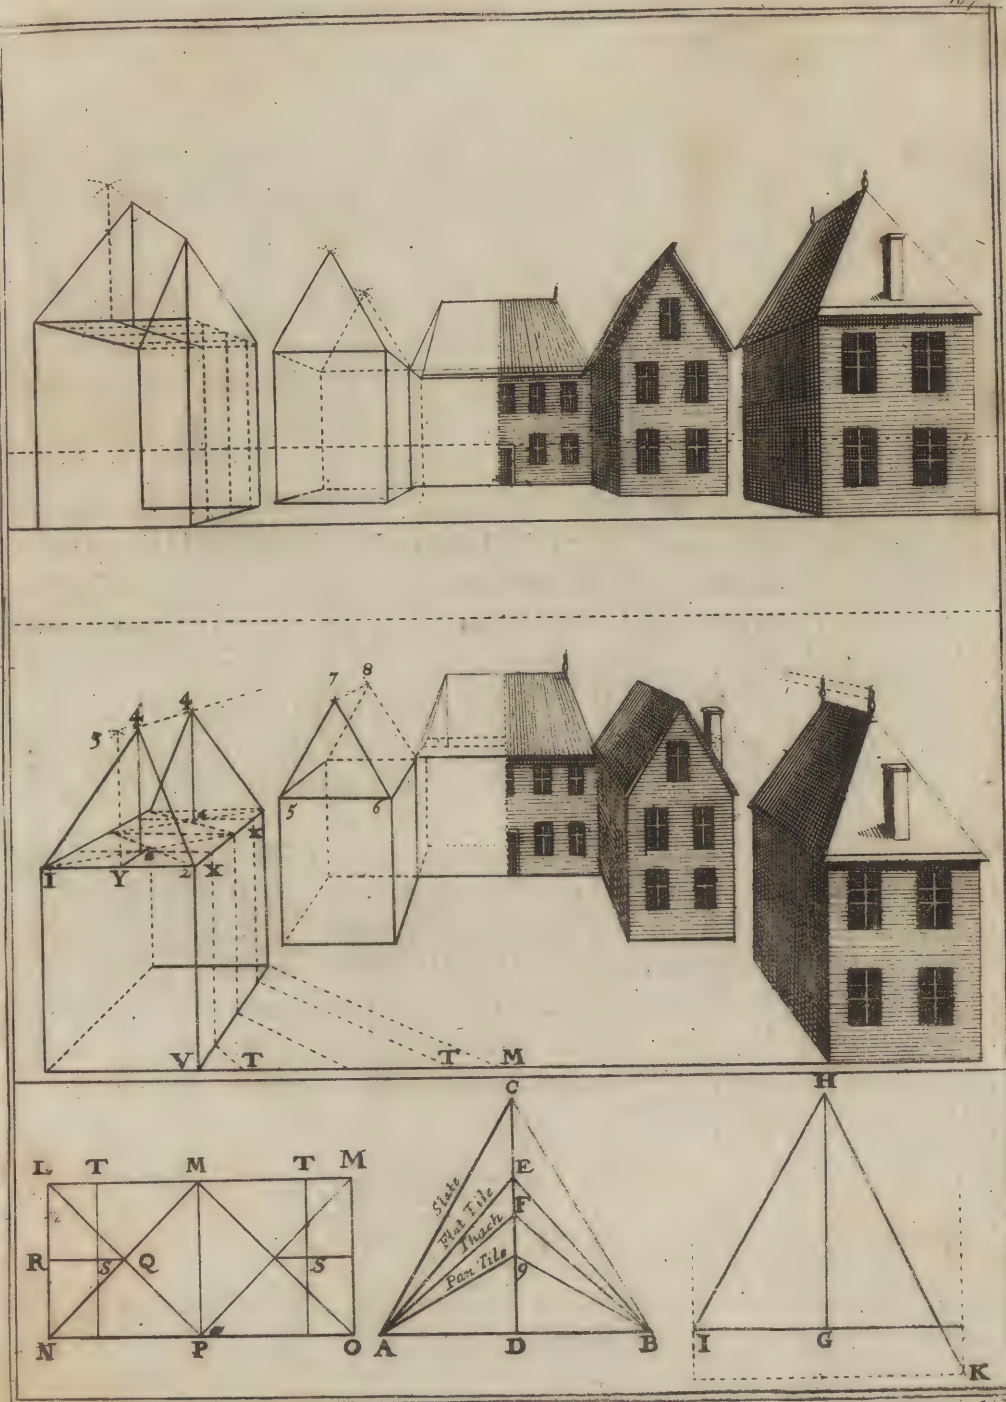 7 8
4 4
5
5 6
I Y 2 X
V T T M
C H
L T M T M
E
Slate
Flat Tile
F
Thach
R S Q S
Pan Tile
9
N P O A D B I G
K